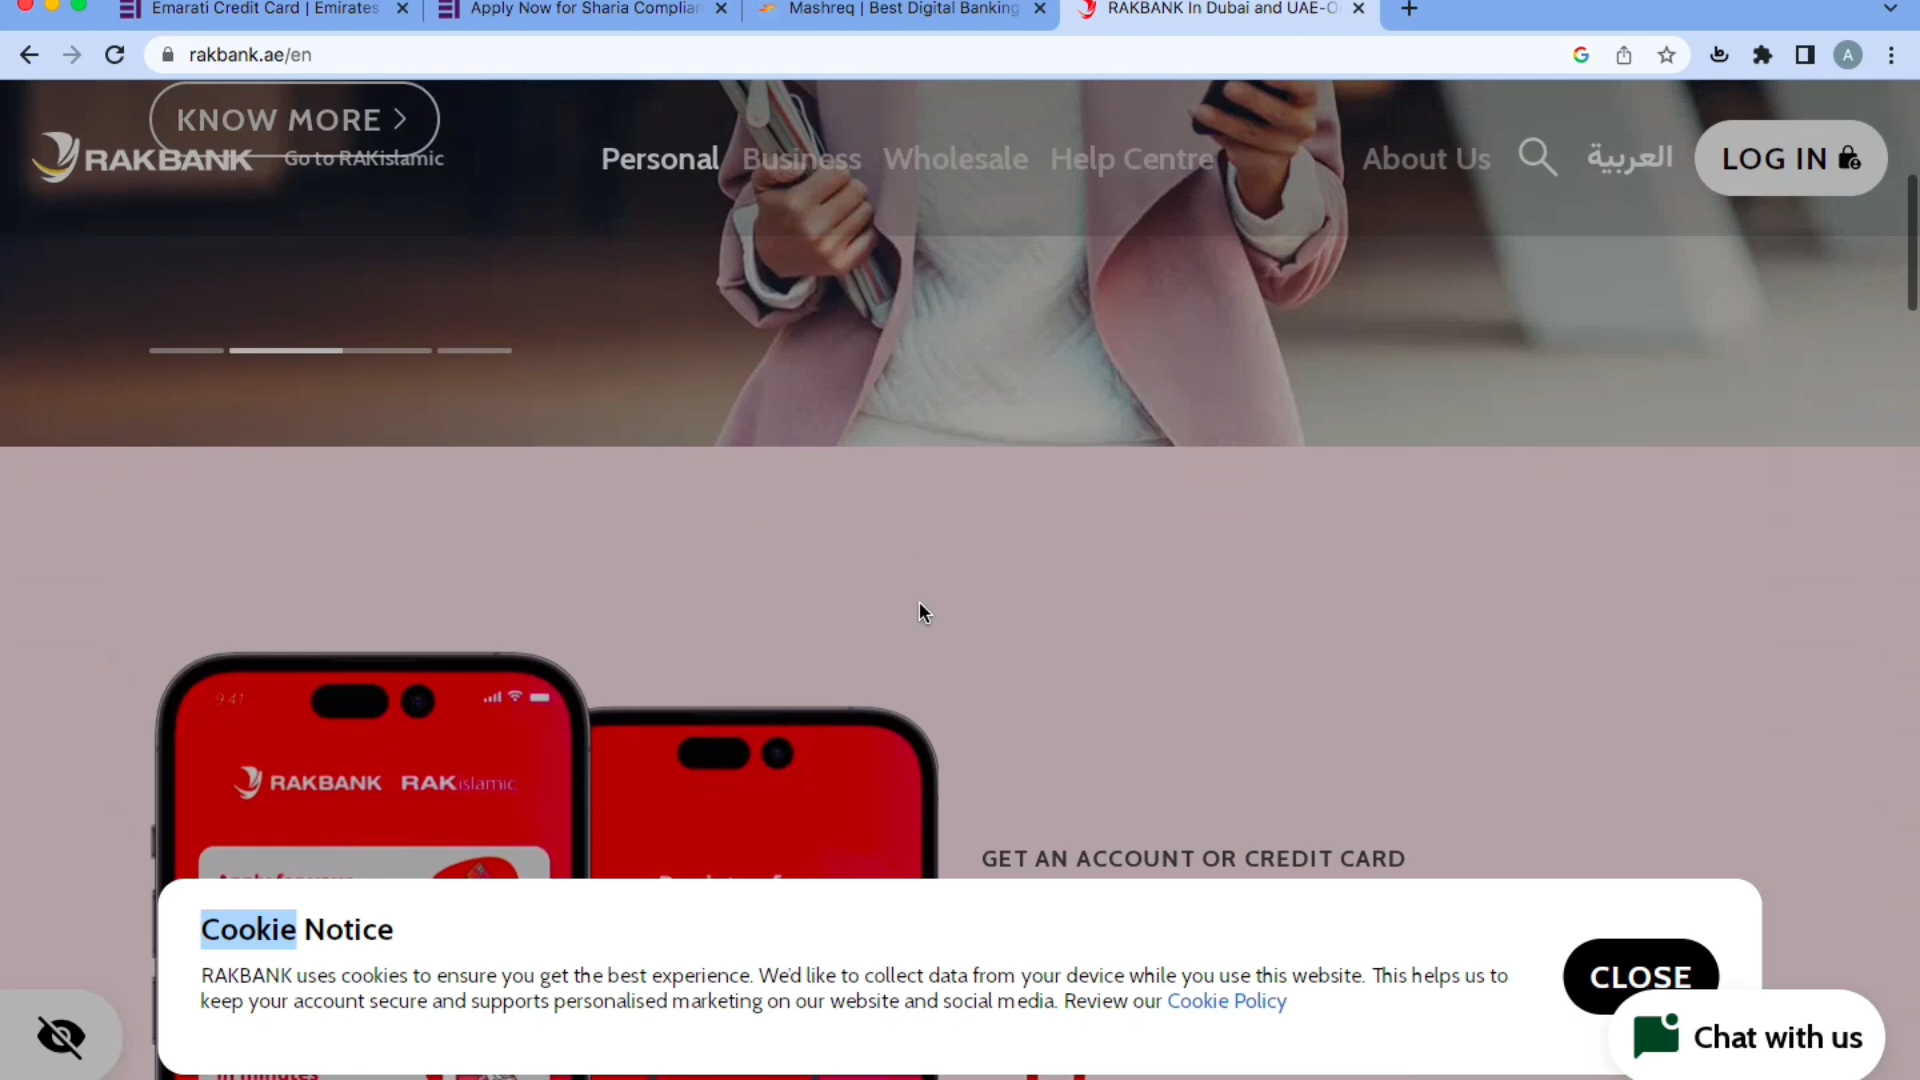 Emarati Credit Card | Emirates
Apply Now for Sharia Complian
Mashreq | Best Digital Banking
RAKBANK In Dubai and UAE-O
rakbank.ae/en
A
KNOW MORE >
RAKBANK
Go to RAKislamic
Personal
Business
Wholesale
Help Centre
About Us
العربية
LOG IN
9:41
RAKBANK RAKislamic
GET AN ACCOUNT OR CREDIT CARD
Cookie Notice
RAKBANK uses cookies to ensure you get the best experience. We'd like to collect data from your device while you use this website. This helps us to
keep your account secure and supports personalised marketing on our website and social media. Review our Cookie Policy
CLOSE
Chat with us
in minutes